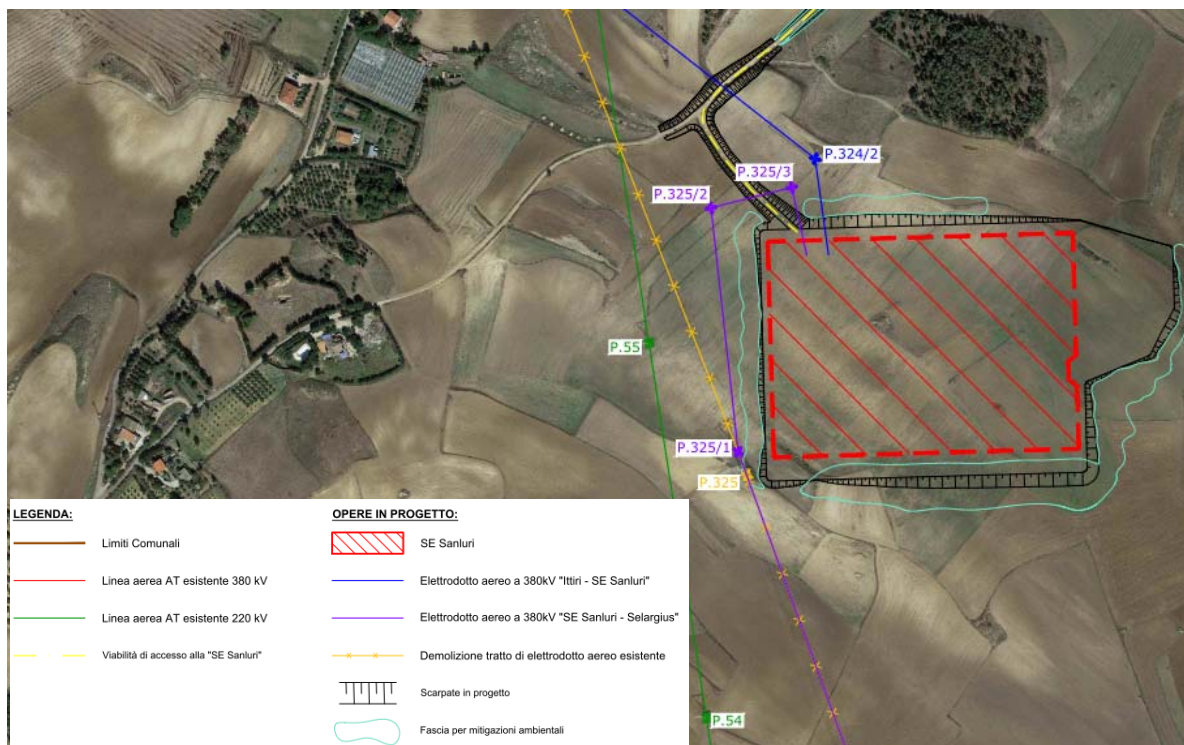 P.324/2
P.325/3
P.325/2
P.55
P.325/1
P.325
P.54
LEGENDA:
Limiti Comunali
Linea aerea AT esistente 380 kV
Linea aerea AT esistente 220 kV
Viabilità di accesso alla "SE Sanluri"
OPERE IN PROGETTO:
SE Sanluri
Elettrodotto aereo a 380kV "Ittiri - SE Sanluri"
Elettrodotto aereo a 380kV "SE Sanluri - Selargius"
Demolizione tratto di elettrodotto aereo esistente
Scarpate in progetto
Fascia per mitigazioni ambientali